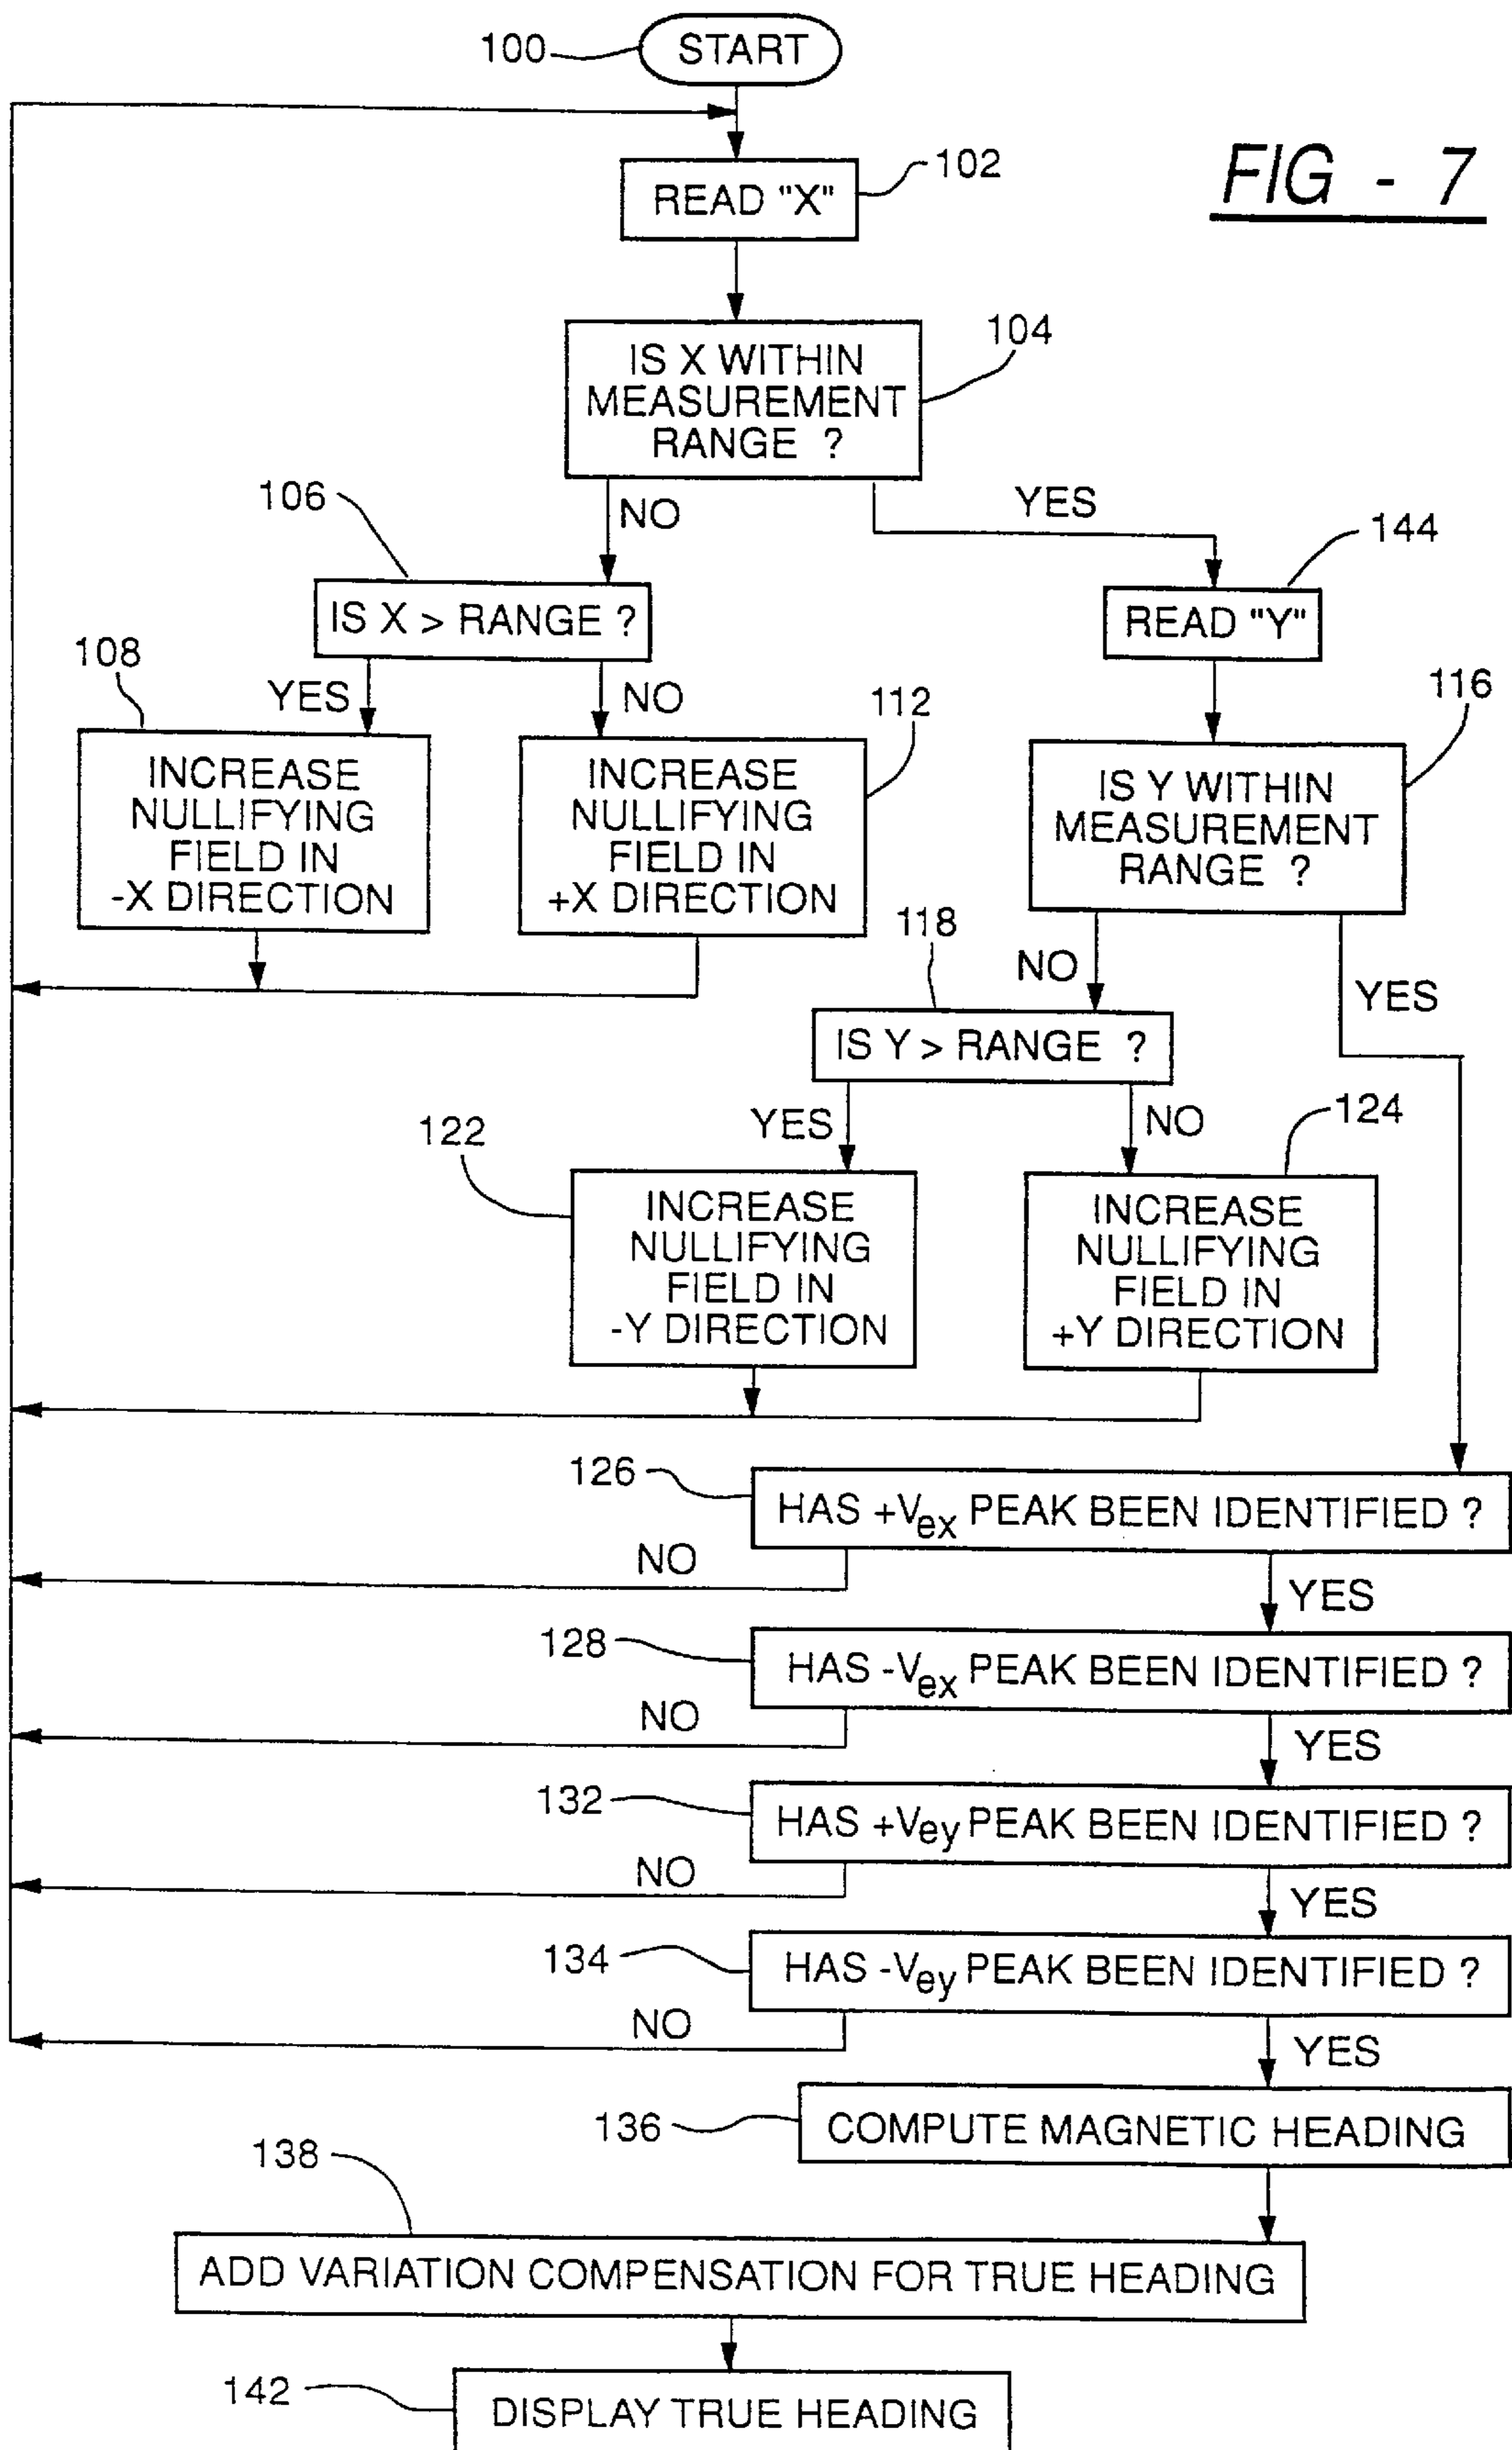 100
START
FIG - 7
102
READ "X"
104
IS X WITHIN
MEASUREMENT
RANGE ?
106
NO
YES
144
IS X > RANGE ?
READ "Y"
108
YES
NO
112
116
INCREASE
NULLIFYING
FIELD IN
-X DIRECTION
INCREASE
NULLIFYING
FIELD IN
+X DIRECTION
IS Y WITHIN
MEASUREMENT
RANGE ?
118
NO
YES
IS Y > RANGE ?
122
YES
NO
124
INCREASE
NULLIFYING
FIELD IN
-Y DIRECTION
INCREASE
NULLIFYING
FIELD IN
+Y DIRECTION
126
HAS +Vex PEAK BEEN IDENTIFIED ?
NO
YES
128
HAS -Vex PEAK BEEN IDENTIFIED ?
NO
YES
132
HAS +Vey PEAK BEEN IDENTIFIED ?
NO
YES
134
HAS -Vey PEAK BEEN IDENTIFIED ?
NO
YES
136
COMPUTE MAGNETIC HEADING
138
ADD VARIATION COMPENSATION FOR TRUE HEADING
142
DISPLAY TRUE HEADING